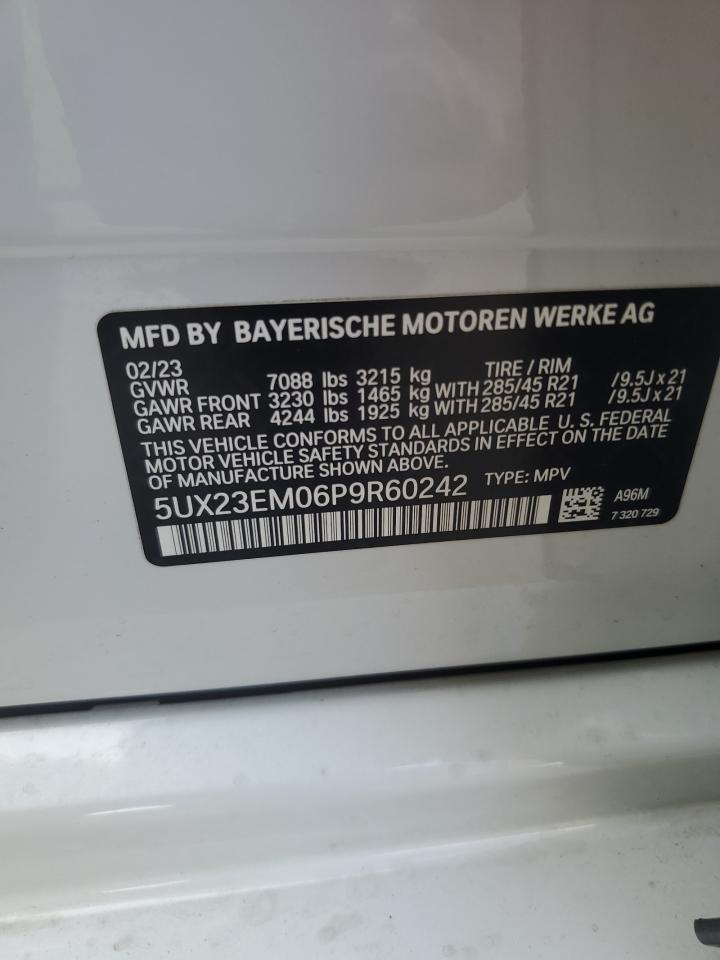 MFD BY BAYERISCHE MOTOREN WERKE AG
02/23 TIRE / RIM
GVWR 7088 lbs 3215 kg
GAWR FRONT 3230 lbs 1465 kg WITH 285/45 R21 /9.5J x 21
GAWR REAR 4244 lbs 1925 kg WITH 285/45 R21 /9.5J x 21
THIS VEHICLE CONFORMS TO ALL APPLICABLE U. S. FEDERAL
MOTOR VEHICLE SAFETY STANDARDS IN EFFECT ON THE DATE
OF MANUFACTURE SHOWN ABOVE.
5UX23EM06P9R60242 TYPE: MPV
A96M
7 320 729